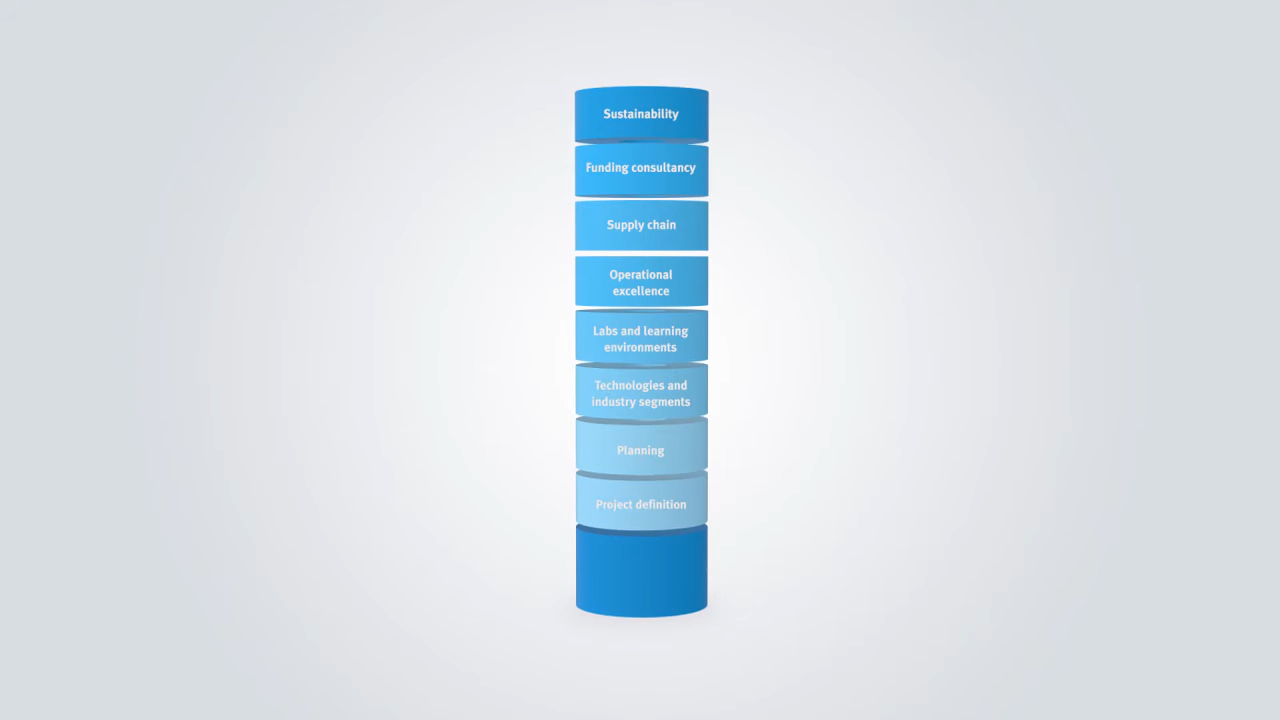 Sustainability
Funding consultancy
Supply chain
Operational
excellence
Labs and learning
environments
Technologies and
industry segments
Planning
Project definition